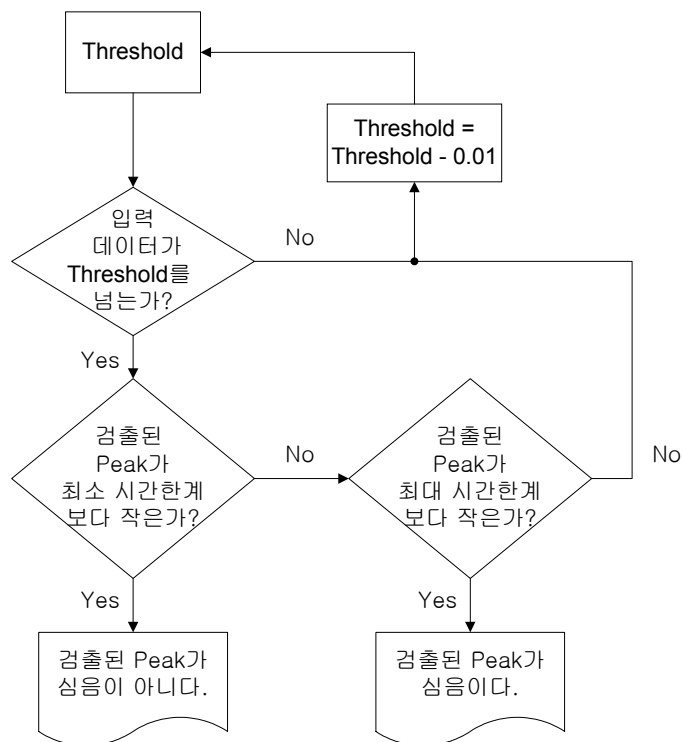 Threshold
Threshold =
Threshold - 0.01
입력
데이터가
Threshold를
넘는가?
No
Yes
검출된
Peak가
최소 시간한계
보다 작은가?
No
검출된
Peak가
최대 시간한계
보다 작은가?
No
Yes
Yes
검출된 Peak가
심음이 아니다.
검출된 Peak가
심음이다.